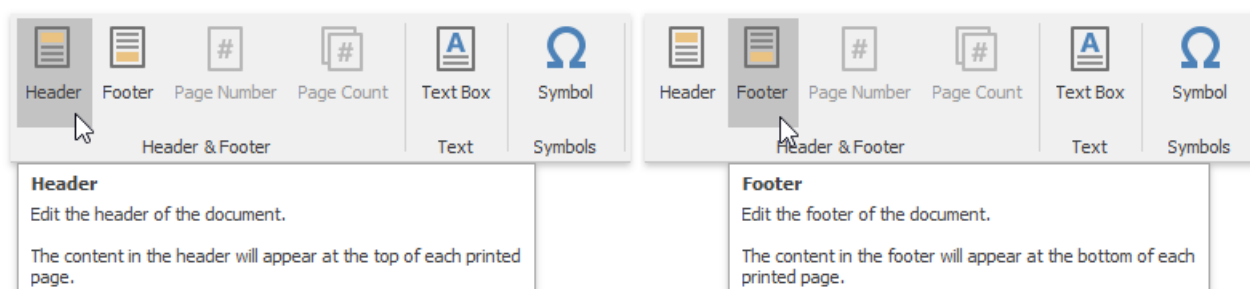 Header Footer Page Number Page Count Text Box Symbol
Header & Footer Text Symbols
Header
Edit the header of the document.
The content in the header will appear at the top of each printed
page.
Header Footer Page Number Page Count Text Box Symbol
Header & Footer Text Symbols
Footer
Edit the footer of the document.
The content in the footer will appear at the bottom of each
printed page.